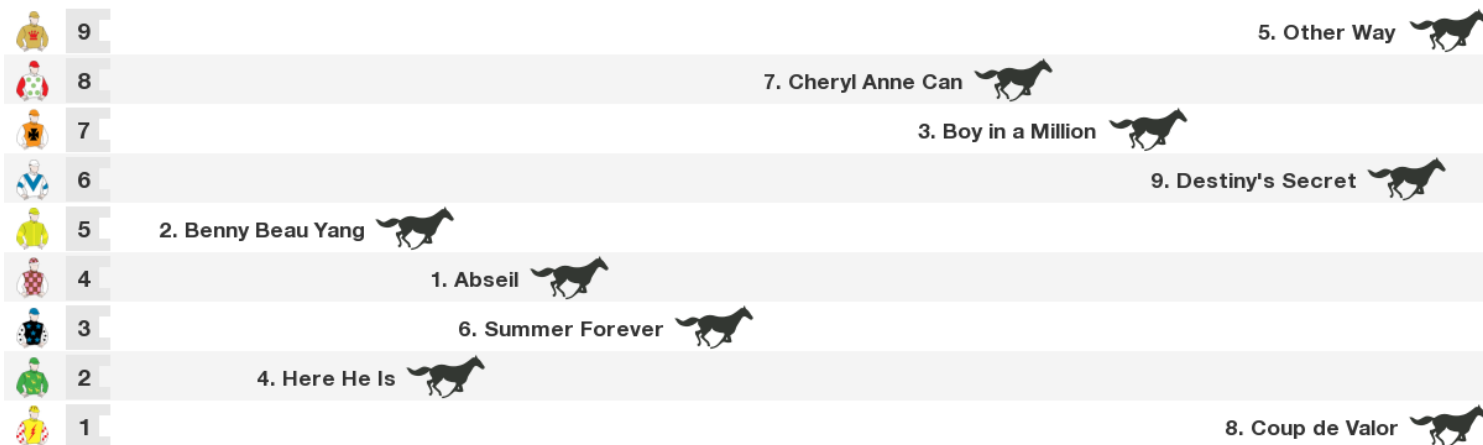 9 5. Other Way
8 7. Cheryl Anne Can
7 3. Boy in a Million
6 9. Destiny's Secret
5 2. Benny Beau Yang
4 1. Abseil
3 6. Summer Forever
2 4. Here He Is
1 8. Coup de Valor